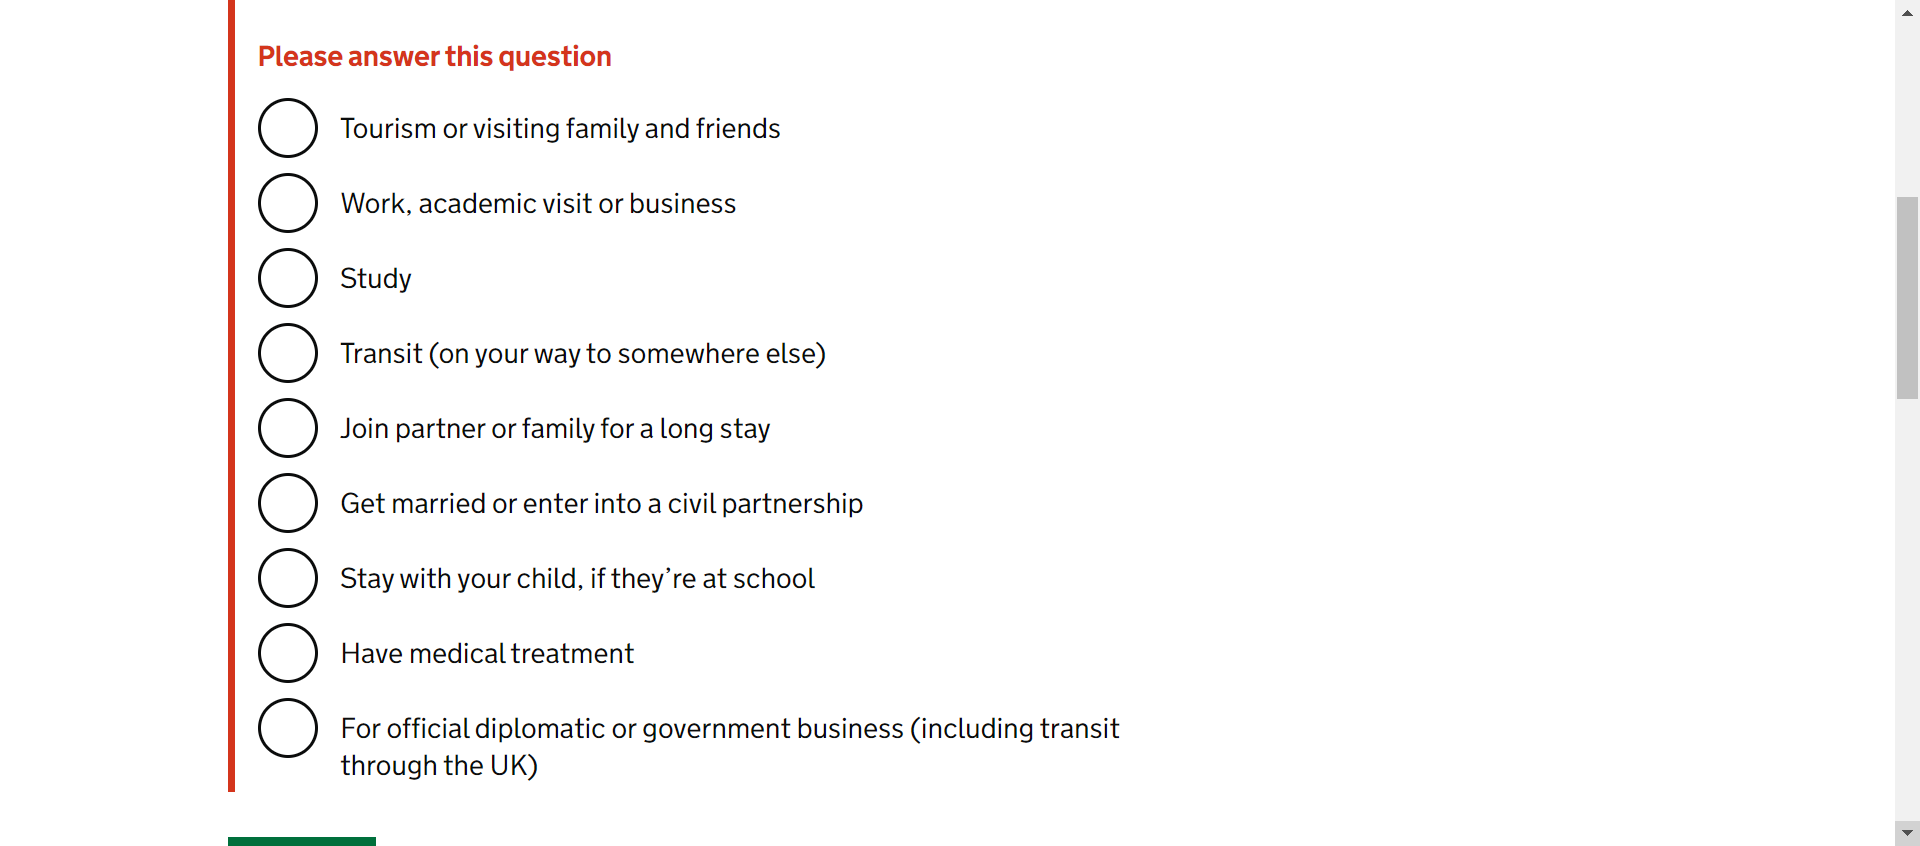 Please answer this question
Tourism or visiting family and friends
Work, academic visit or business
Study
Transit (on your way to somewhere else)
Join partner or family for a long stay
Get married or enter into a civil partnership
Stay with your child, if they’re at school
Have medical treatment
For official diplomatic or government business (including transit
through the UK)